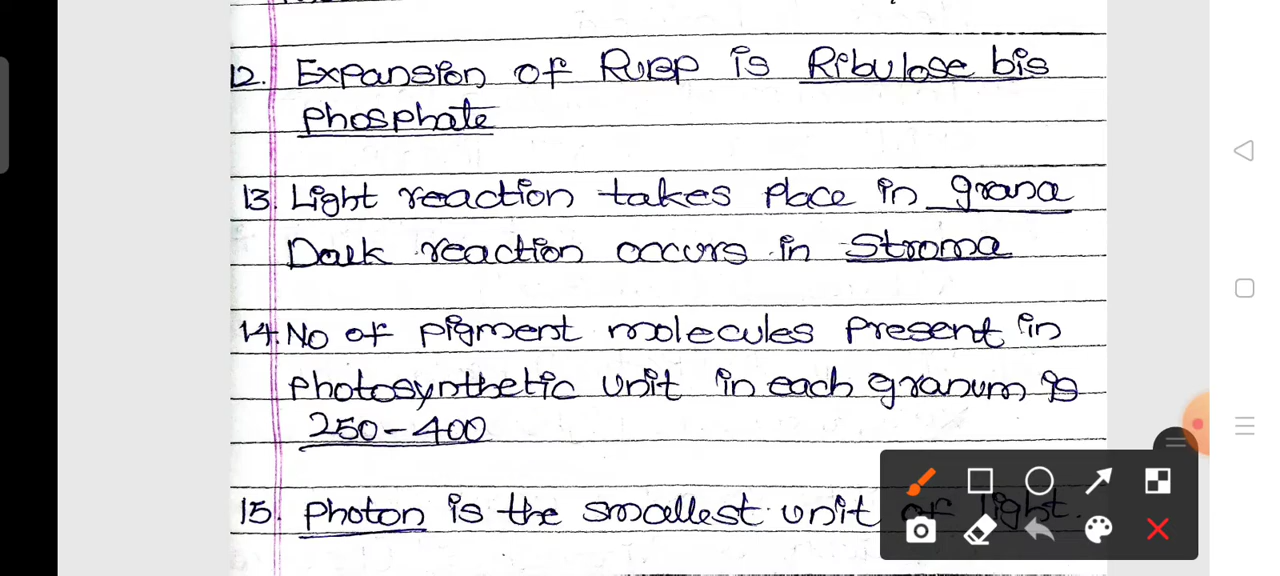 12. Expansion of RuBP is Ribulose bis
phosphate
13. Light reaction takes place in grana
Dark reaction occurs in Stroma
14. No of pigment molecules present in
photosynthetic unit in each granum is
250-400
15. Photon is the smallest unit of light.